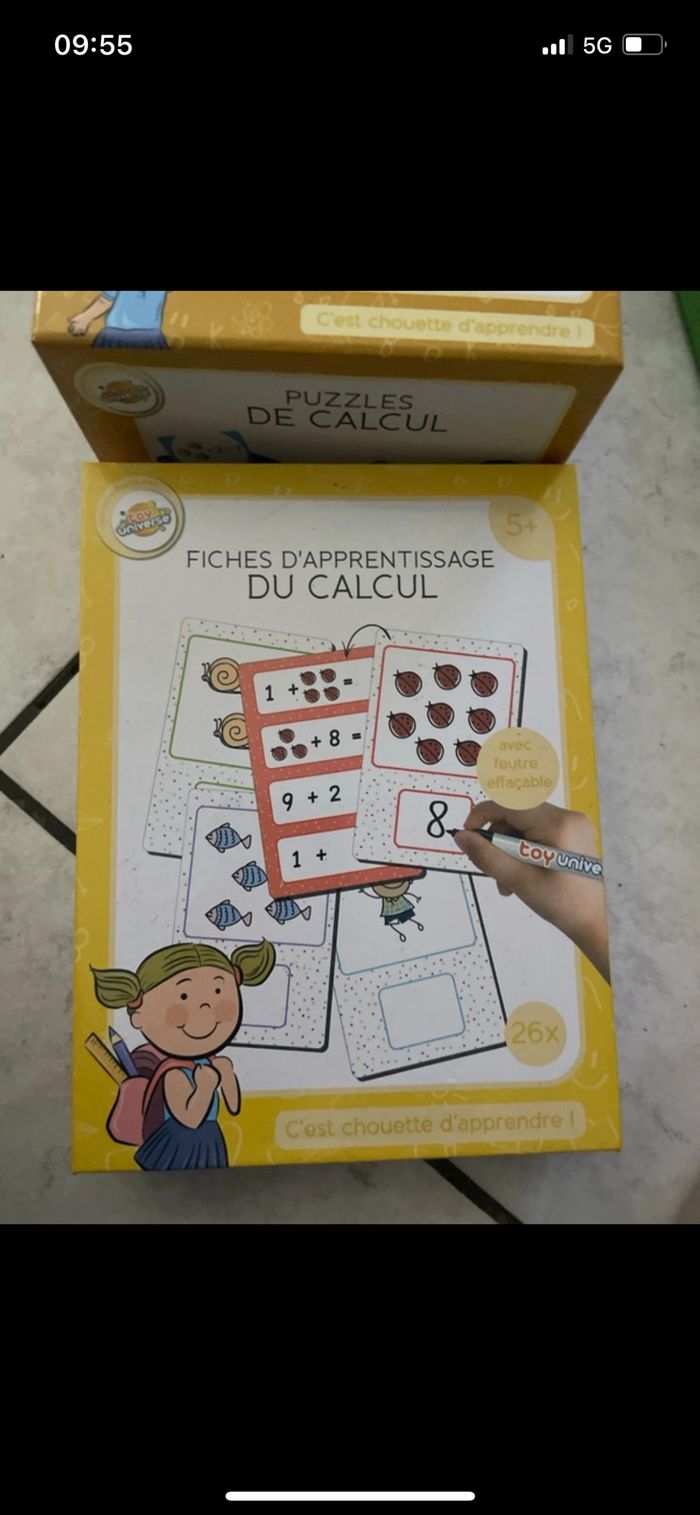 09:55
5G
C'est chouette d'apprendre !
PUZZLES
DE CALCUL
toy
universe
5+
FICHES D'APPRENTISSAGE
DU CALCUL
1 + =
+ 8 =
9 + 2
1 +
avec
feutre
effaçable
8
toy unive
26x
C'est chouette d'apprendre !